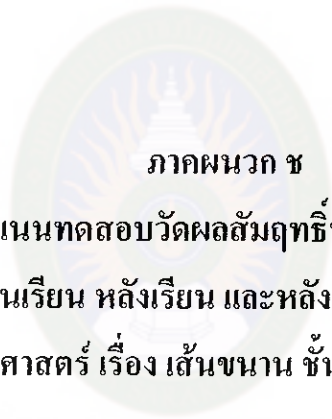 ภาคผนวก ช
เนนทดสอบวัดผลสัมฤทธิ์
นเรียน หลังเรียน และหลัง
ศาสตร์ เรื่อง เส้นขนาน ชั้น